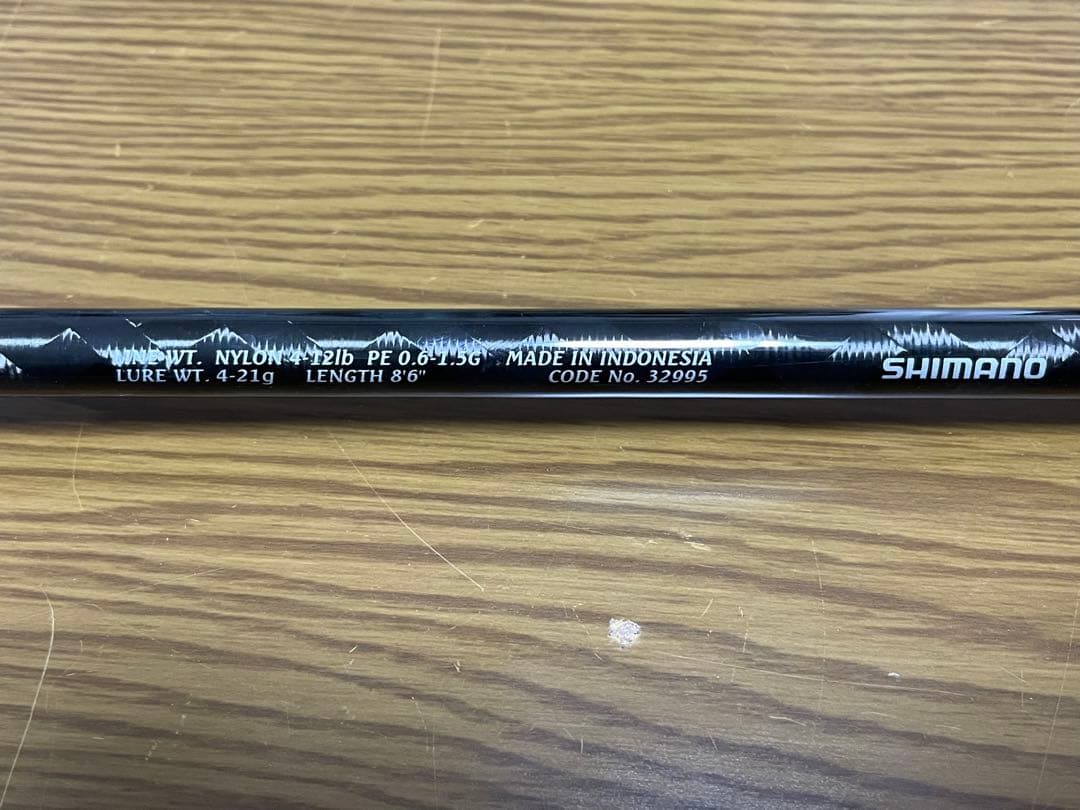 LINE WT. NYLON 4-12lb PE 0.6-1.5G MADE IN INDONESIA
LURE WT. 4-21g LENGTH 8'6" CODE No. 32995
SHIMANO